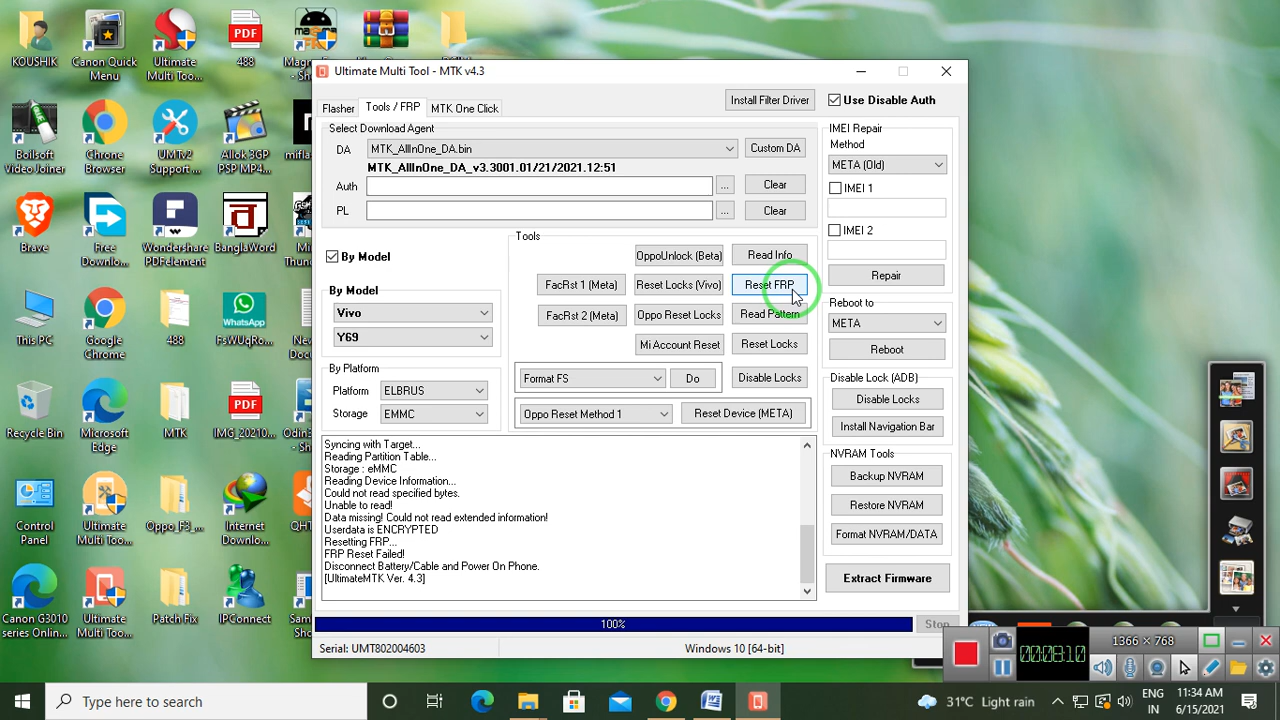 KOUSHIK
Canon Quick
Menu
Ultimate
Multi Too...
PDF
488
Boilsoft
Video Joiner
Chrome
Browser
UMTv2
Support ...
Allok 3GP
PSP MP4...
Brave
Free
Downlo...
Wondershare
PDFelement
BanglaWord
This PC
Google
Chrome
WhatsApp
488
Recycle Bin
Microsoft
Edge
MTK
PDF
IMG_20210...
Control
Panel
Ultimate
Multi Too...
Oppo_F3_...
Internet
Downlo...
Canon G3010
series Onlin...
Ultimate
Multi Too...
Patch Fix
IPConnect
Ultimate Multi Tool - MTK v4.3
Flasher
Tools / FRP
MTK One Click
Install Filter Driver
Use Disable Auth
Select Download Agent
DA
MTK_AllInOne_DA.bin
Custom DA
MTK_AllInOne_DA_v3.3001.01/21/2021.12:51
Auth
...
Clear
PL
...
Clear
By Model
By Model
Vivo
Y69
By Platform
Platform
ELBRUS
Storage
EMMC
Tools
OppoUnlock (Beta)
Read Info
FacRst 1 (Meta)
Reset Locks (Vivo)
Reset FRP
FacRst 2 (Meta)
Oppo Reset Locks
Read Pattern
Mi Account Reset
Reset Locks
Format FS
Do
Disable Locks
Oppo Reset Method 1
Reset Device (META)
IMEI Repair
Method
META (Old)
IMEI 1
IMEI 2
Repair
Reboot to
META
Reboot
Disable Lock (ADB)
Disable Locks
Install Navigation Bar
NVRAM Tools
Backup NVRAM
Restore NVRAM
Format NVRAM/DATA
Extract Firmware
Syncing with Target...
Reading Partition Table...
Storage : eMMC
Reading Device Information...
Could not read specified bytes.
Unable to read!
Data missing! Could not read extended information!
Userdata is ENCRYPTED
Resetting FRP...
FRP Reset Failed!
Disconnect Battery/Cable and Power On Phone.
[UltimateMTK Ver. 4.3]
100%
Stop
Serial: UMT802004603
Windows 10 [64-bit]
1366 × 768
Type here to search
31°C Light rain
ENG
IN
11:34 AM
6/15/2021